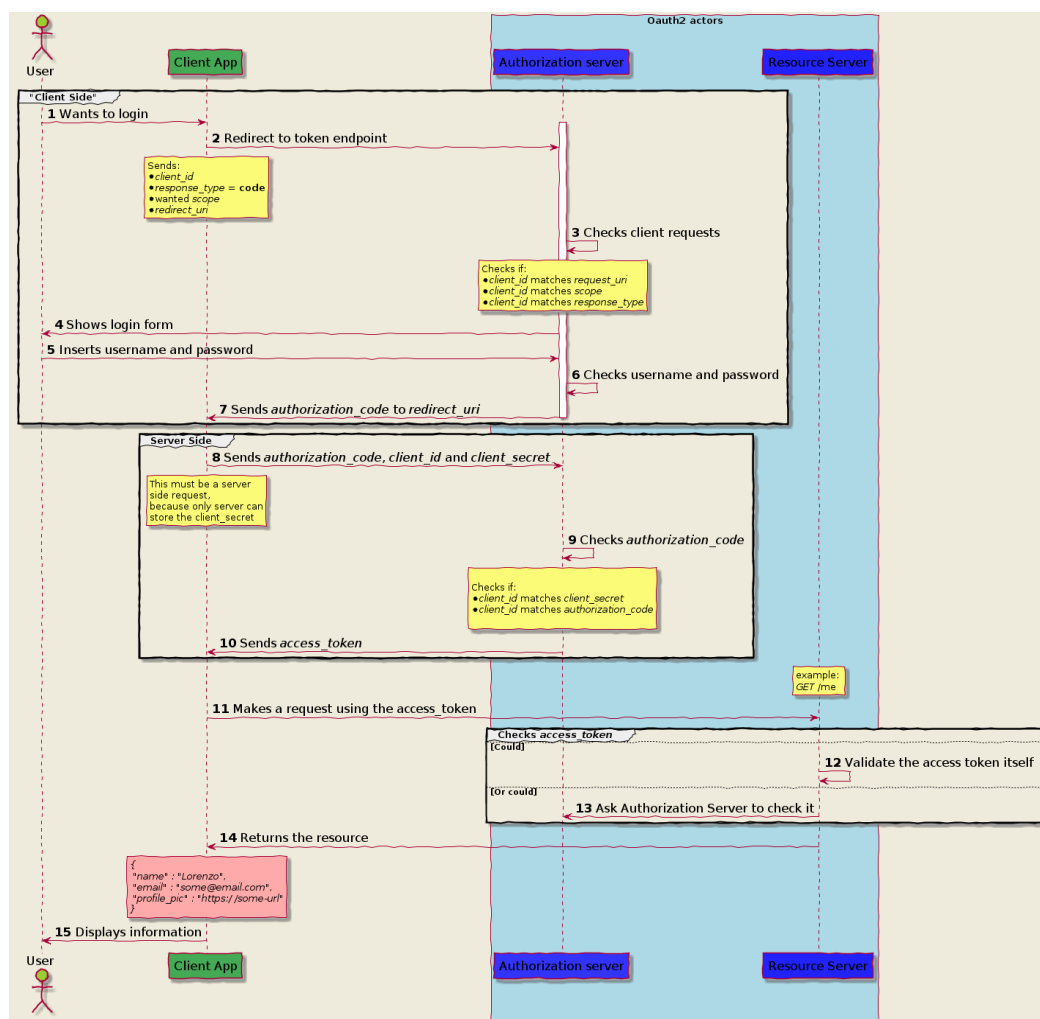 Oauth2 actors
User
Client App
Authorization server
Resource Server
"Client Side"
1 Wants to login
2 Redirect to token endpoint
Sends:
•client_id
•response_type = code
•wanted scope
•redirect_uri
3 Checks client requests
Checks if:
•client_id matches request_uri
•client_id matches scope
•client_id matches response_type
4 Shows login form
5 Inserts username and password
6 Checks username and password
7 Sends authorization_code to redirect_uri
Server Side
8 Sends authorization_code, client_id and client_secret
This must be a server
side request,
because only server can
store the client_secret
9 Checks authorization_code
Checks if:
•client_id matches client_secret
•client_id matches authorization_code
10 Sends access_token
example:
GET /me
11 Makes a request using the access_token
Checks access_token
[Could]
12 Validate the access token itself
[Or could]
13 Ask Authorization Server to check it
14 Returns the resource
{
"name" : "Lorenzo",
"email" : "some@email.com",
"profile_pic" : "https://some-url"
}
15 Displays information
User
Client App
Authorization server
Resource Server